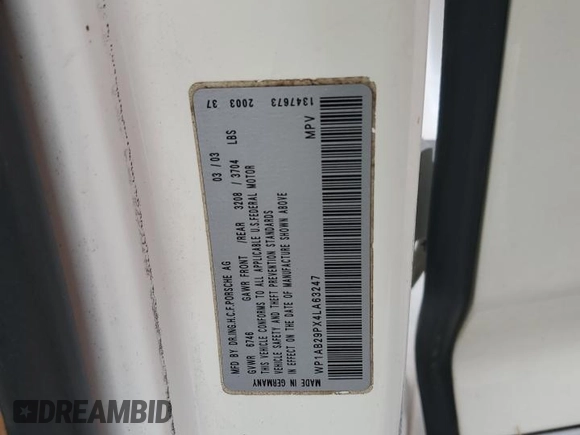 MFD BY DR.ING.H.C.F.PORSCHE AG 03 / 03
GVWR 6746 GAWR FRONT /REAR 3208 / 3704 LBS
THIS VEHICLE CONFORMS TO ALL APPLICABLE U.S.FEDERAL MOTOR
VEHICLE SAFETY AND THEFT PREVENTION STANDARDS
IN EFFECT ON THE DATE OF MANUFACTURE SHOWN ABOVE
WP1AB29PX4LA63247 MPV
MADE IN GERMANY 1347673 2003 37
DREAMBID